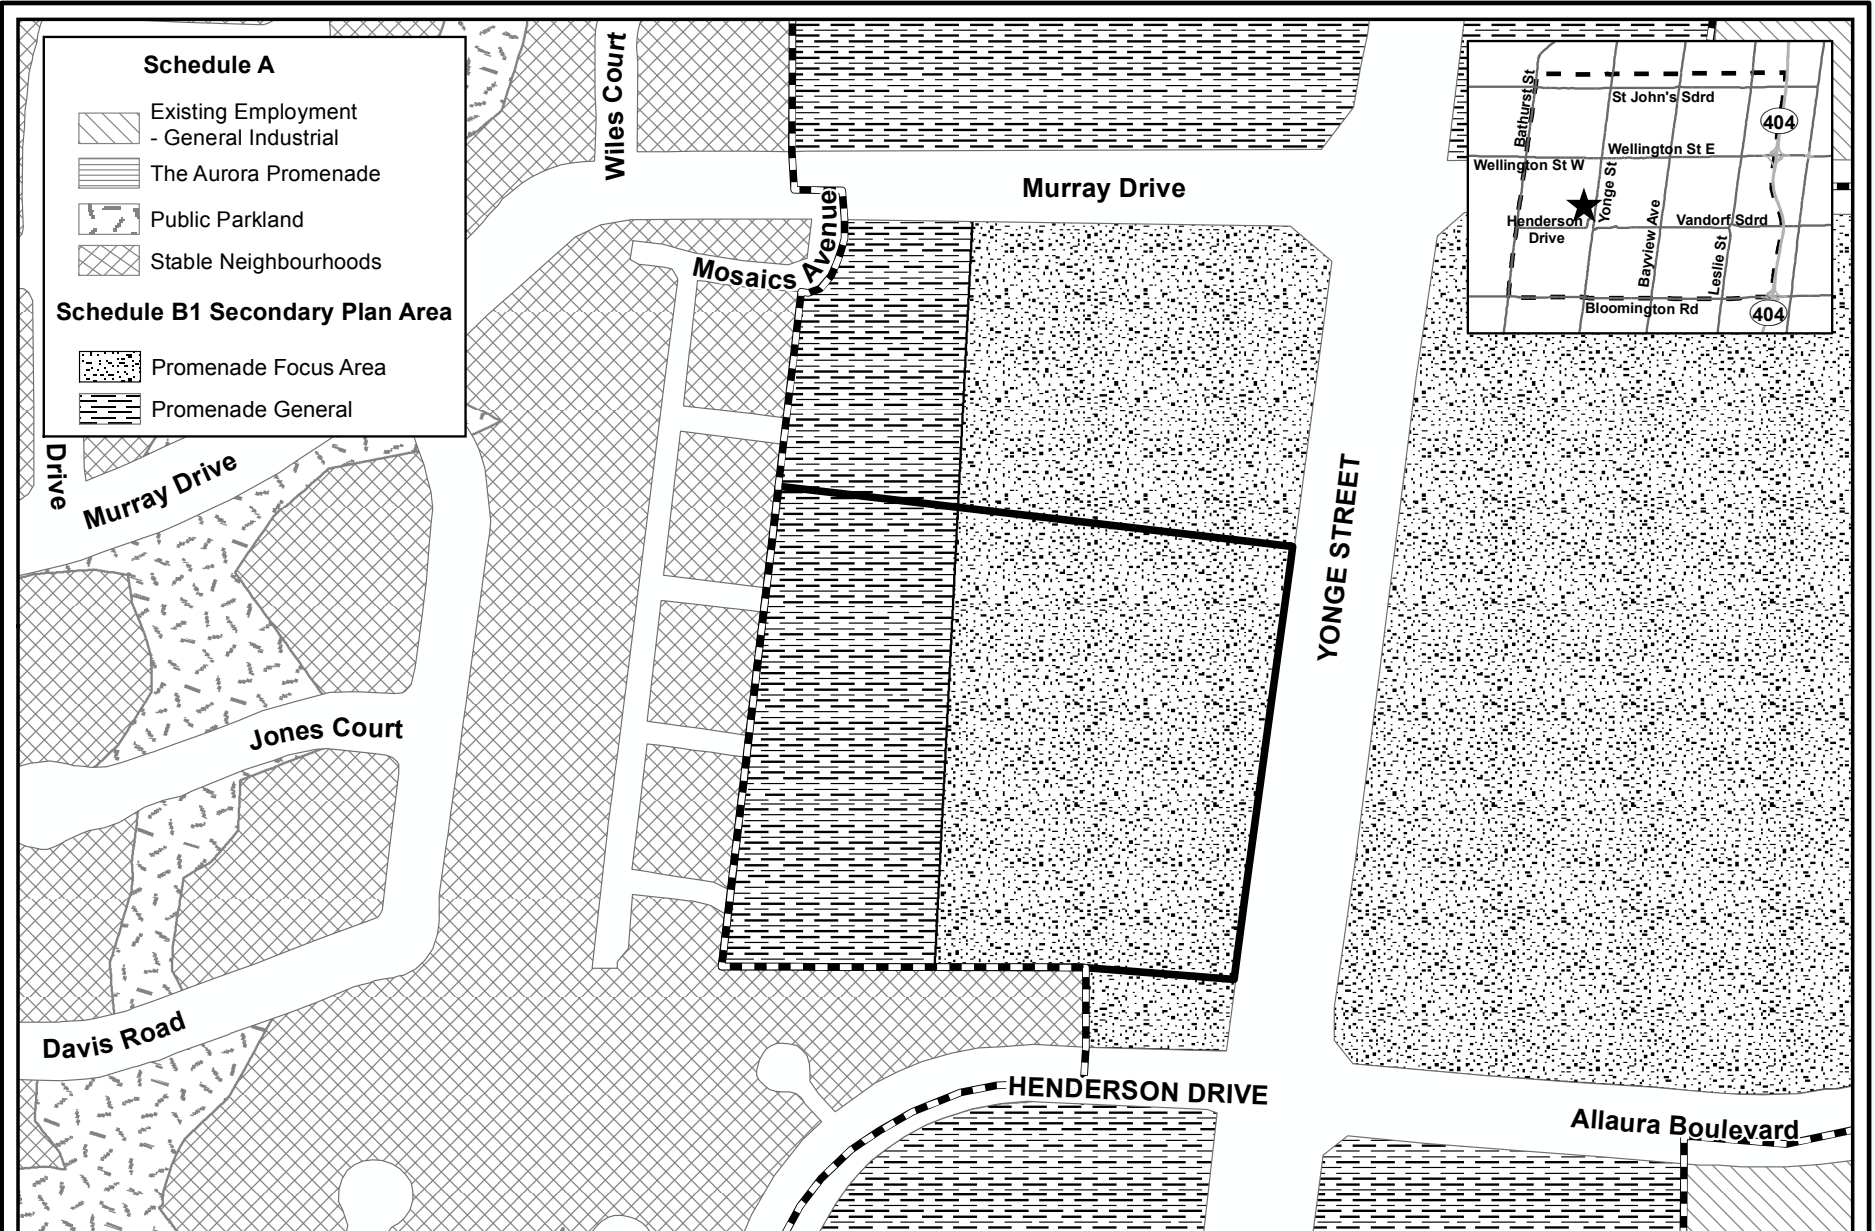 Schedule A
Existing Employment
- General Industrial
The Aurora Promenade
Public Parkland
Stable Neighbourhoods
Schedule B1 Secondary Plan Area
Promenade Focus Area
Promenade General
Wiles Court
Murray Drive
Mosaics Avenue
Drive
Murray Drive
YONGE STREET
Jones Court
Davis Road
HENDERSON DRIVE
Allaura Boulevard
Bathurst St
St John's Sdrd
404
Wellington St E
Wellington St W
Yonge St
Henderson
Drive
Bayview Ave
Vandorf Sdrd
Leslie St
Bloomington Rd
404